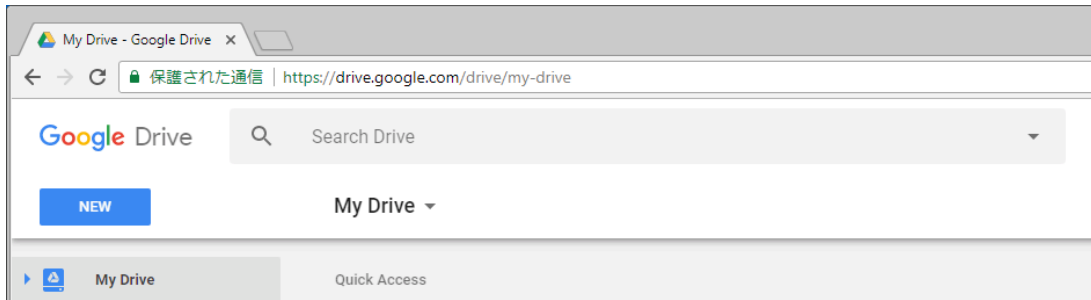 My Drive - Google Drive
保護された通信 https://drive.google.com/drive/my-drive
Google Drive Search Drive
NEW My Drive
My Drive Quick Access